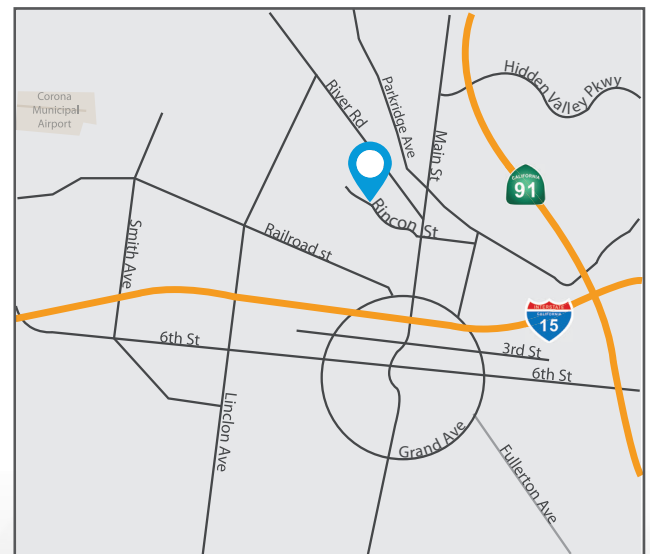 Hidden Valley Pkwy
Corona
Municipal
Airport
River Rd
Parkridge Ave
Main St
CALIFORNIA
91
Rincon St
Smith Ave
Railroad st
INTERSTATE
CALIFORNIA
15
6th St
3rd St
6th St
Linclon Ave
Grand Ave
Fullerton Ave